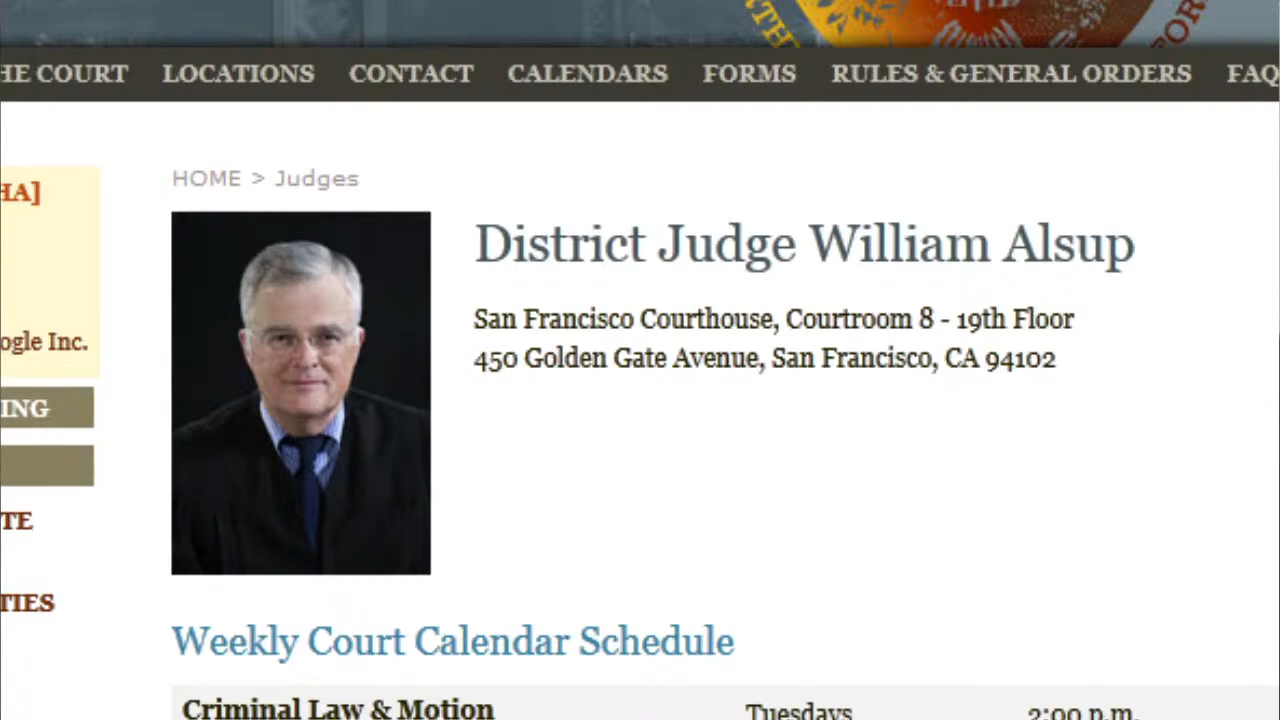 HE COURT LOCATIONS CONTACT CALENDARS FORMS RULES & GENERAL ORDERS FAQ
HOME > Judges
HA]
District Judge William Alsup
San Francisco Courthouse, Courtroom 8 - 19th Floor
ogle Inc.
450 Golden Gate Avenue, San Francisco, CA 94102
ING
TE
TIES
Weekly Court Calendar Schedule
Criminal Law & Motion Tuesdays 2:00 p.m.